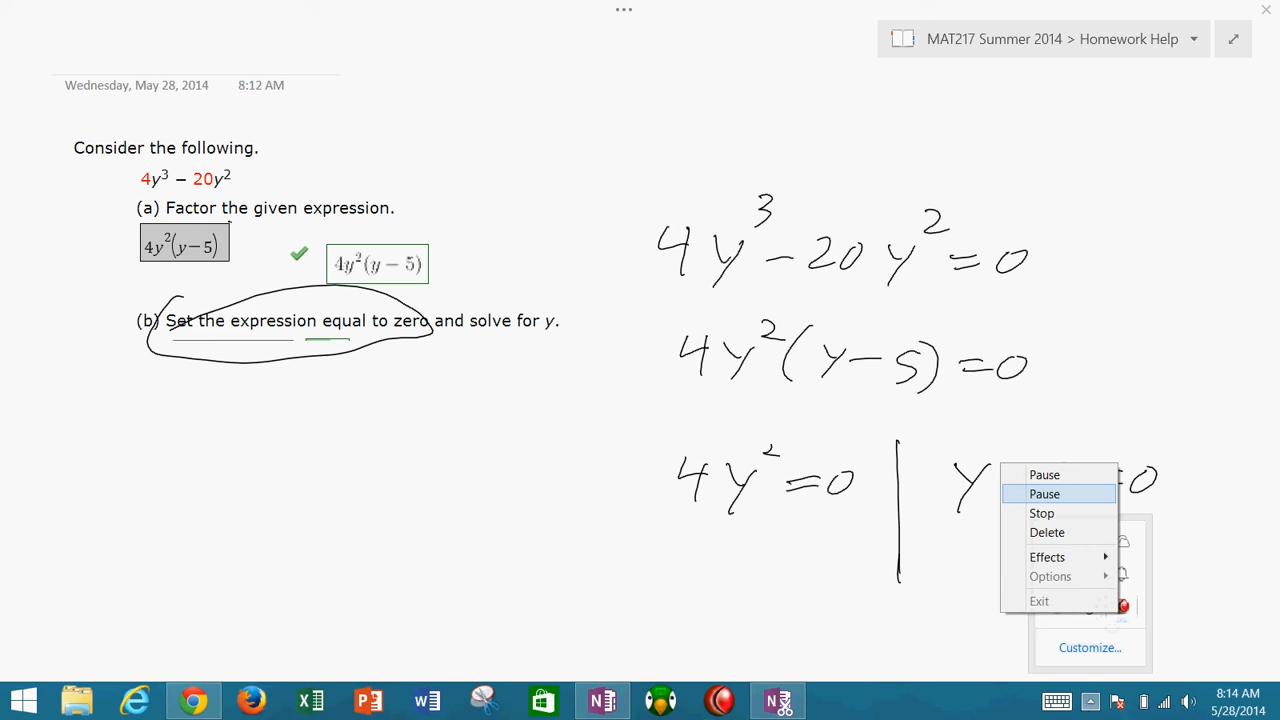 ...
MAT217 Summer 2014 > Homework Help
Wednesday, May 28, 2014 8:12 AM
Consider the following.
4y³ − 20y²
(a) Factor the given expression.
4y²(y−5)
4y²(y − 5)
(b) Set the expression equal to zero and solve for y.
4y³ − 20y² = 0
4y²(y − 5) = 0
4y² = 0 | y = 0
Pause
Pause
Stop
Delete
Effects
Options
Exit
Customize...
8:14 AM
5/28/2014